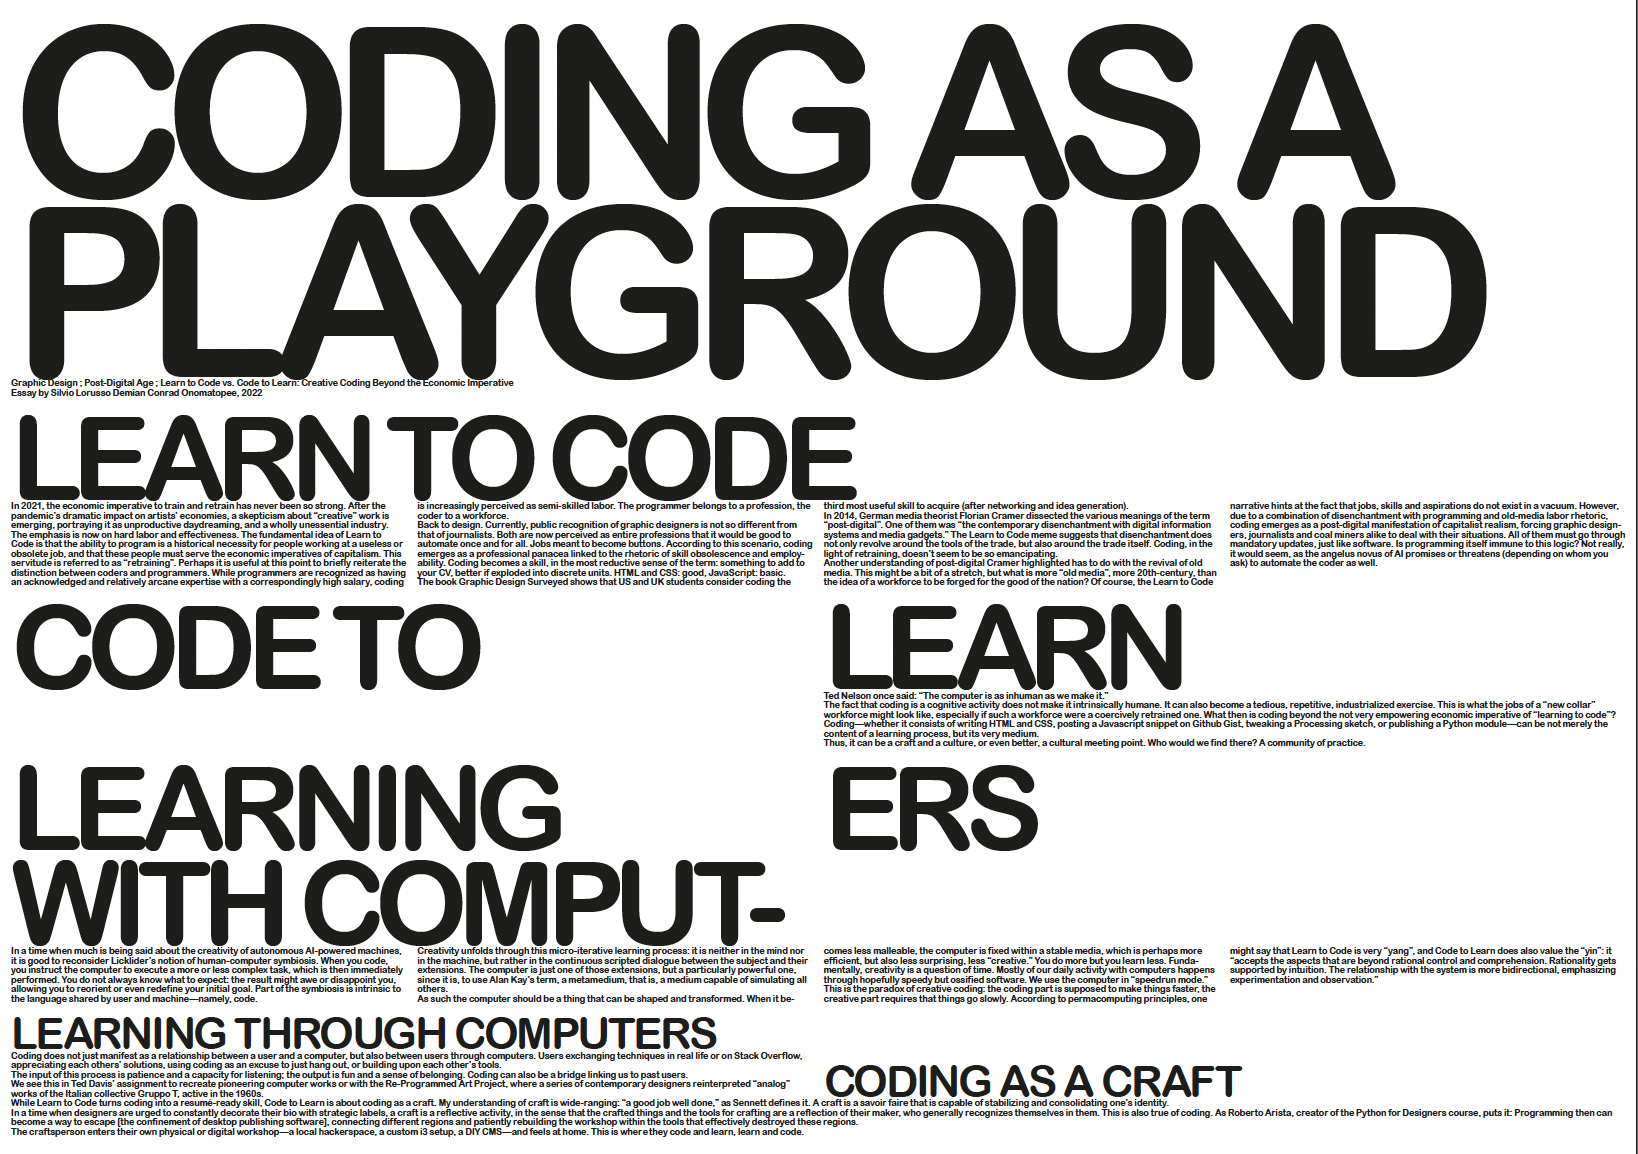 CODING AS A
PLAYGROUND
Graphic Design ; Post-Digital Age ; Learn to Code vs. Code to Learn: Creative Coding Beyond the Economic Imperative
Essay by Silvio Lorusso Demian Conrad Onomatopee, 2022
LEARN TO CODE
In 2021, the economic imperative to train and retrain has never been so strong. After the
pandemic's dramatic impact on artists' economies, a skepticism about “creative” work is
emerging, portraying it as unproductive daydreaming, and a wholly unessential industry.
The emphasis is now on hard labor and effectiveness. The fundamental idea of Learn to
Code is that the ability to program is a historical necessity for people working at a useless or
obsolete job, and that these people must serve the economic imperatives of capitalism. This
servitude is referred to as “retraining”. Perhaps it is useful at this point to briefly reiterate the
distinction between coders and programmers. While programmers are recognized as having
an acknowledged and relatively arcane expertise with a correspondingly high salary, coding
is increasingly perceived as semi-skilled labor. The programmer belongs to a profession, the
coder to a workforce.
Back to design. Currently, public recognition of graphic designers is not so different from
that of journalists. Both are now perceived as entire professions that it would be good to
automate once and for all. Jobs meant to become buttons. According to this scenario, coding
emerges as a professional panacea linked to the rhetoric of skill obsolescence and employ-
ability. Coding becomes a skill, in the most reductive sense of the term: something to add to
your CV, better if exploded into discrete units. HTML and CSS: good, JavaScript: basic.
The book Graphic Design Surveyed shows that US and UK students consider coding the
third most useful skill to acquire (after networking and idea generation).
In 2014, German media theorist Florian Cramer dissected the various meanings of the term
“post-digital”. One of them was “the contemporary disenchantment with digital information
systems and media gadgets.” The Learn to Code meme suggests that disenchantment does
not only revolve around the tools of the trade, but also around the trade itself. Coding, in the
light of retraining, doesn't seem to be so emancipating.
Another understanding of post-digital Cramer highlighted has to do with the revival of old
media. This might be a bit of a stretch, but what is more “old media”, more 20th-century, than
the idea of a workforce to be forged for the good of the nation? Of course, the Learn to Code
narrative hints at the fact that jobs, skills and aspirations do not exist in a vacuum. However,
due to a combination of disenchantment with programming and old-media labor rhetoric,
coding emerges as a post-digital manifestation of capitalist realism, forcing graphic design-
ers, journalists and coal miners alike to deal with their situations. All of them must go through
mandatory updates, just like software. Is programming itself immune to this logic? Not really,
it would seem, as the angelus novus of AI promises or threatens (depending on whom you
ask) to automate the coder as well.
CODE TO LEARN
Ted Nelson once said: “The computer is as inhuman as we make it.”
The fact that coding is a cognitive activity does not make it intrinsically humane. It can also become a tedious, repetitive, industrialized exercise. This is what the jobs of a “new collar”
workforce might look like, especially if such a workforce were a coercively retrained one. What then is coding beyond the not very empowering economic imperative of “learning to code”?
Coding—whether it consists of writing HTML and CSS, posting a Javascript snippet on Github Gist, tweaking a Processing sketch, or publishing a Python module—can be not merely the
content of a learning process, but its very medium.
Thus, it can be a craft and a culture, or even better, a cultural meeting point. Who would we find there? A community of practice.
LEARNING
WITH COMPUT-
ERS
In a time when much is being said about the creativity of autonomous AI-powered machines,
it is good to reconsider Licklider's notion of human-computer symbiosis. When you code,
you instruct the computer to execute a more or less complex task, which is then immediately
performed. You do not always know what to expect: the result might awe or disappoint you,
allowing you to reorient or even redefine your initial goal. Part of the symbiosis is intrinsic to
the language shared by user and machine—namely, code.
Creativity unfolds through this micro-iterative learning process: it is neither in the mind nor
in the machine, but rather in the continuous scripted dialogue between the subject and their
extensions. The computer is just one of those extensions, but a particularly powerful one,
since it is, to use Alan Kay's term, a metamedium, that is, a medium capable of simulating all
others.
As such the computer should be a thing that can be shaped and transformed. When it be-
comes less malleable, the computer is fixed within a stable media, which is perhaps more
efficient, but also less surprising, less “creative.” You do more but you learn less. Funda-
mentally, creativity is a question of time. Mostly of our daily activity with computers happens
through hopefully speedy but ossified software. We use the computer in “speedrun mode.”
This is the paradox of creative coding: the coding part is supposed to make things faster, the
creative part requires that things go slowly. According to permacomputing principles, one
might say that Learn to Code is very “yang”, and Code to Learn does also value the “yin”: it
“accepts the aspects that are beyond rational control and comprehension. Rationality gets
supported by intuition. The relationship with the system is more bidirectional, emphasizing
experimentation and observation.”
LEARNING THROUGH COMPUTERS
Coding does not just manifest as a relationship between a user and a computer, but also between users through computers. Users exchanging techniques in real life or on Stack Overflow,
appreciating each others' solutions, using coding as an excuse to just hang out, or building upon each other's tools.
The input of this process is patience and a capacity for listening; the output is fun and a sense of belonging. Coding can also be a bridge linking us to past users.
We see this in Ted Davis' assignment to recreate pioneering computer works or with the Re-Programmed Art Project, where a series of contemporary designers reinterpreted “analog”
works of the Italian collective Gruppo T, active in the 1960s.
CODING AS A CRAFT
While Learn to Code turns coding into a resumé-ready skill, Code to Learn is about coding as a craft. My understanding of craft is wide-ranging: “a good job well done,” as Sennett defines it. A craft is a savoir faire that is capable of stabilizing and consolidating one's identity.
In a time when designers are urged to constantly decorate their bio with strategic labels, a craft is a reflective activity, in the sense that the crafted things and the tools for crafting are a reflection of their maker, who generally recognizes themselves in them. This is also true of coding. As Roberto Arista, creator of the Python for Designers course, puts it: Programming then can
become a way to escape [the confinement of desktop publishing software], connecting different regions and patiently rebuilding the workshop within the tools that effectively destroyed these regions.
The craftsperson enters their own physical or digital workshop—a local hackerspace, a custom i3 setup, a DIY CMS—and feels at home. This is where they code and learn, learn and code.